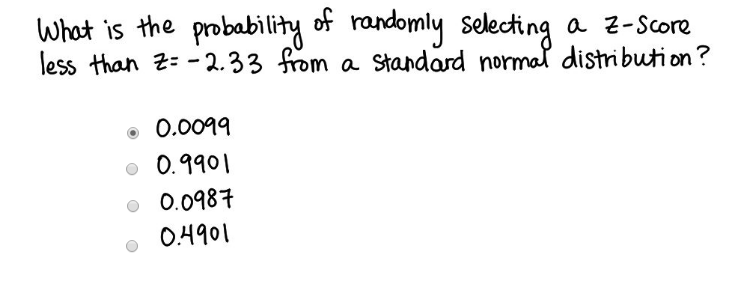 What is the probability of randomly selecting a z-score
less than z= -2.33 from a standard normal distribution?
0.0099
0.9901
0.0987
0.4901